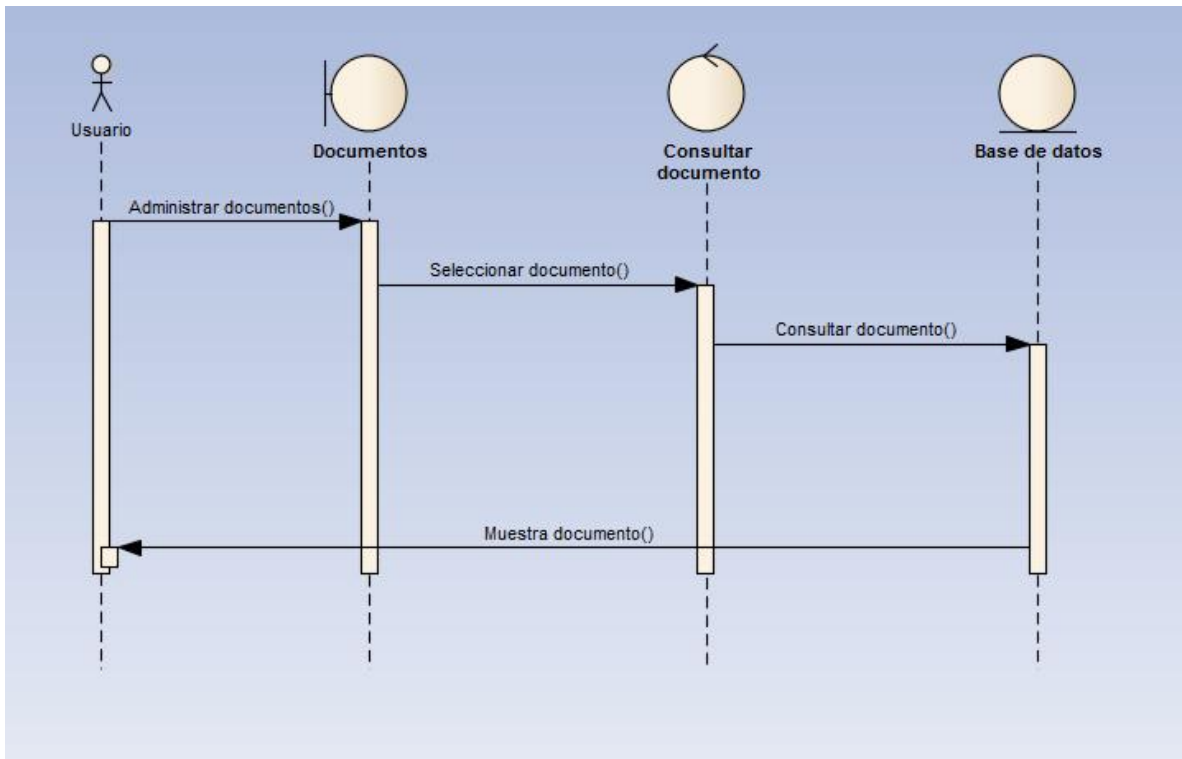 Usuario
Documentos
Consultar
documento
Base de datos
Administrar documentos()
Seleccionar documento()
Consultar documento()
Muestra documento()